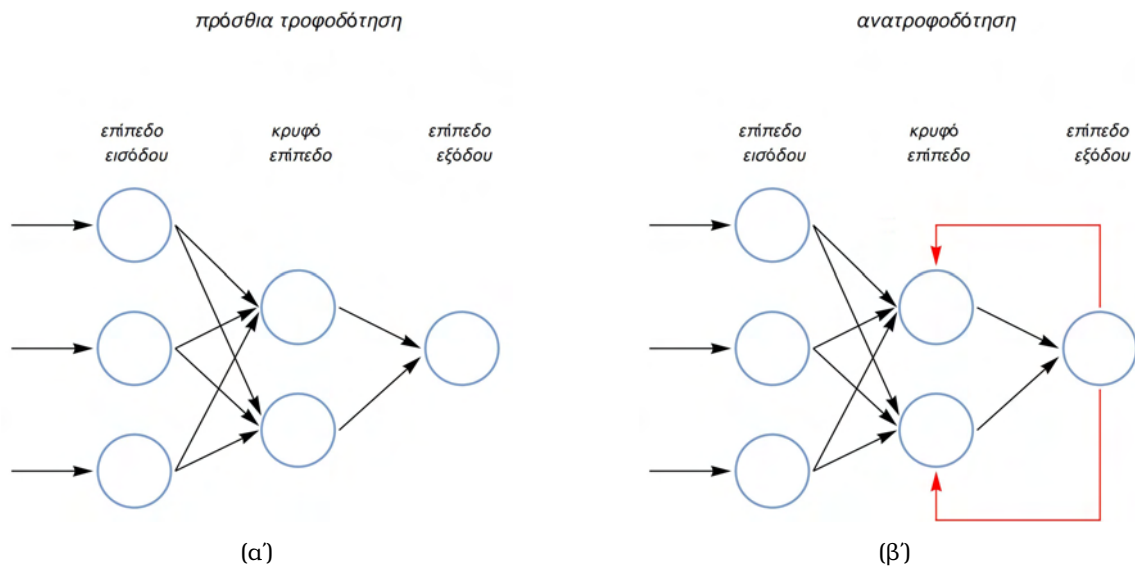 πρόσθια τροφοδότηση
επίπεδο
εισόδου
κρυφό
επίπεδο
επίπεδο
εξόδου
(α΄)
ανατροφοδότηση
επίπεδο
εισόδου
κρυφό
επίπεδο
επίπεδο
εξόδου
(β΄)